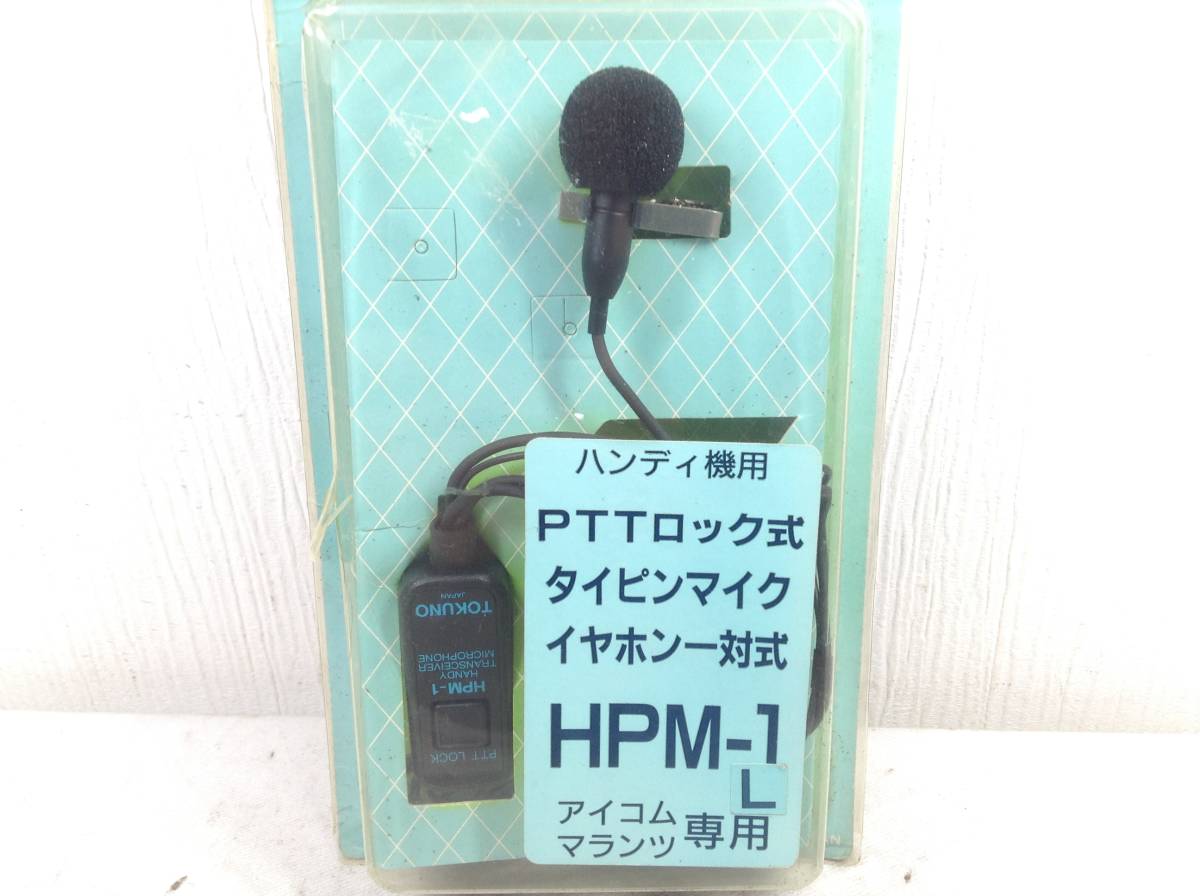 ハンディ機用
PTTロック式
タイピンマイク
イヤホン一対式
HPM-1
L
アイコム
マランツ
専用
TOKUNO
JAPAN
HANDY
TRANSCEIVER
MICROPHONE
HPM-1
PTT LOCK